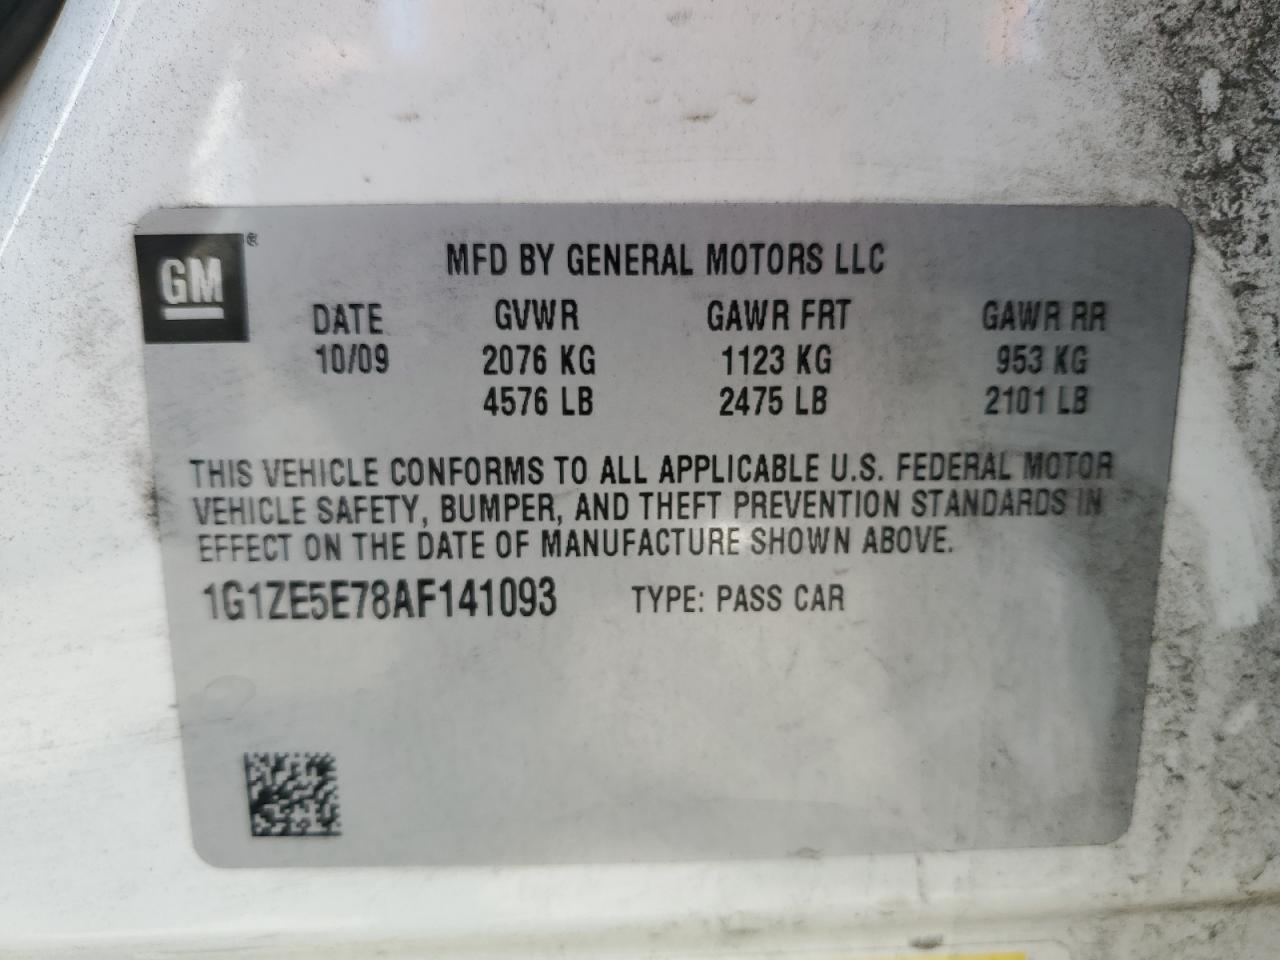 GM ®
MFD BY GENERAL MOTORS LLC
DATE GVWR GAWR FRT GAWR RR
10/09 2076 KG 1123 KG 953 KG
4576 LB 2475 LB 2101 LB
THIS VEHICLE CONFORMS TO ALL APPLICABLE U.S. FEDERAL MOTOR
VEHICLE SAFETY, BUMPER, AND THEFT PREVENTION STANDARDS IN
EFFECT ON THE DATE OF MANUFACTURE SHOWN ABOVE.
1G1ZE5E78AF141093 TYPE: PASS CAR